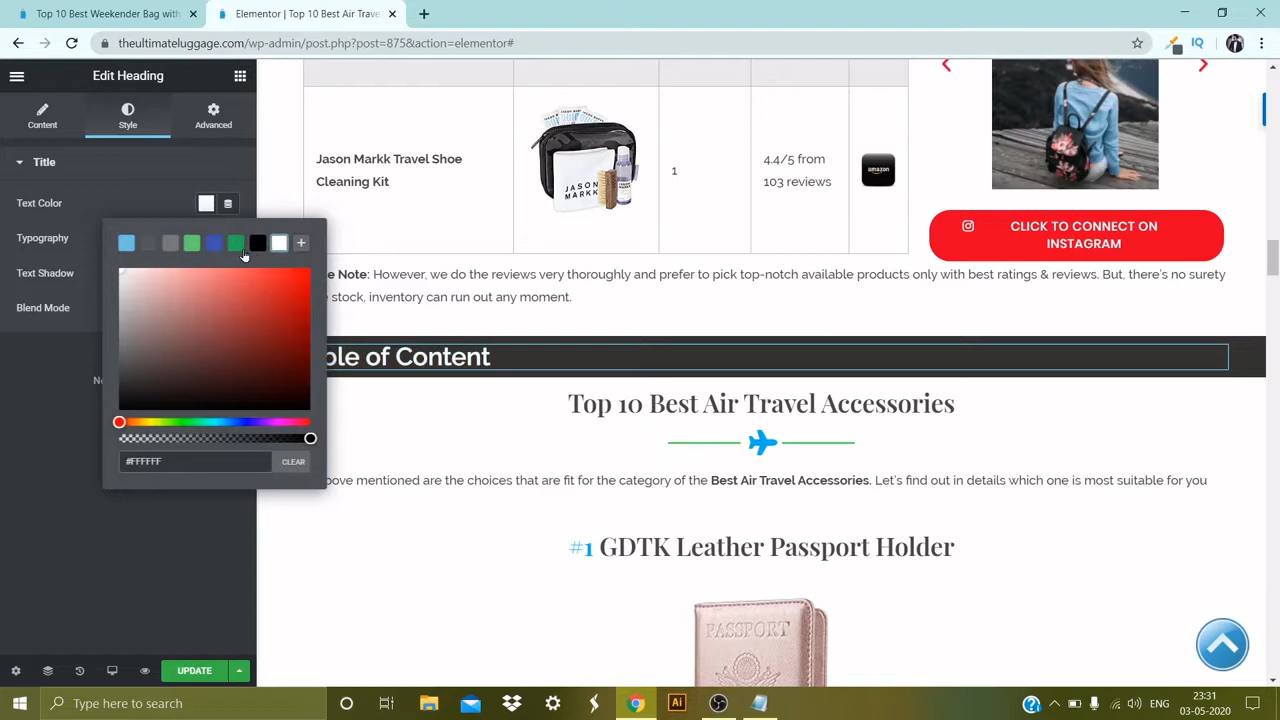 Top 10 Best Weekend Bag with
Elementor | Top 10 Best Air Trave
theultimateluggage.com/wp-admin/post.php?post=875&action=elementor#
IQ
Edit Heading
Content
Style
Advanced
Title
Text Color
Typography
Text Shadow
Blend Mode
#FFFFFF
CLEAR
UPDATE
Jason Markk Travel Shoe
Cleaning Kit
JASON
MARKK
1
4.4/5 from
103 reviews
amazon
CLICK TO CONNECT ON
INSTAGRAM
e Note: However, we do the reviews very thoroughly and prefer to pick top-notch available products only with best ratings & reviews. But, there's no surety
stock, inventory can run out any moment.
ble of Content
Top 10 Best Air Travel Accessories
bove mentioned are the choices that are fit for the category of the Best Air Travel Accessories. Let's find out in details which one is most suitable for you
#1 GDTK Leather Passport Holder
PASSPORT
Type here to search
Ai
ENG
23:31
03-05-2020